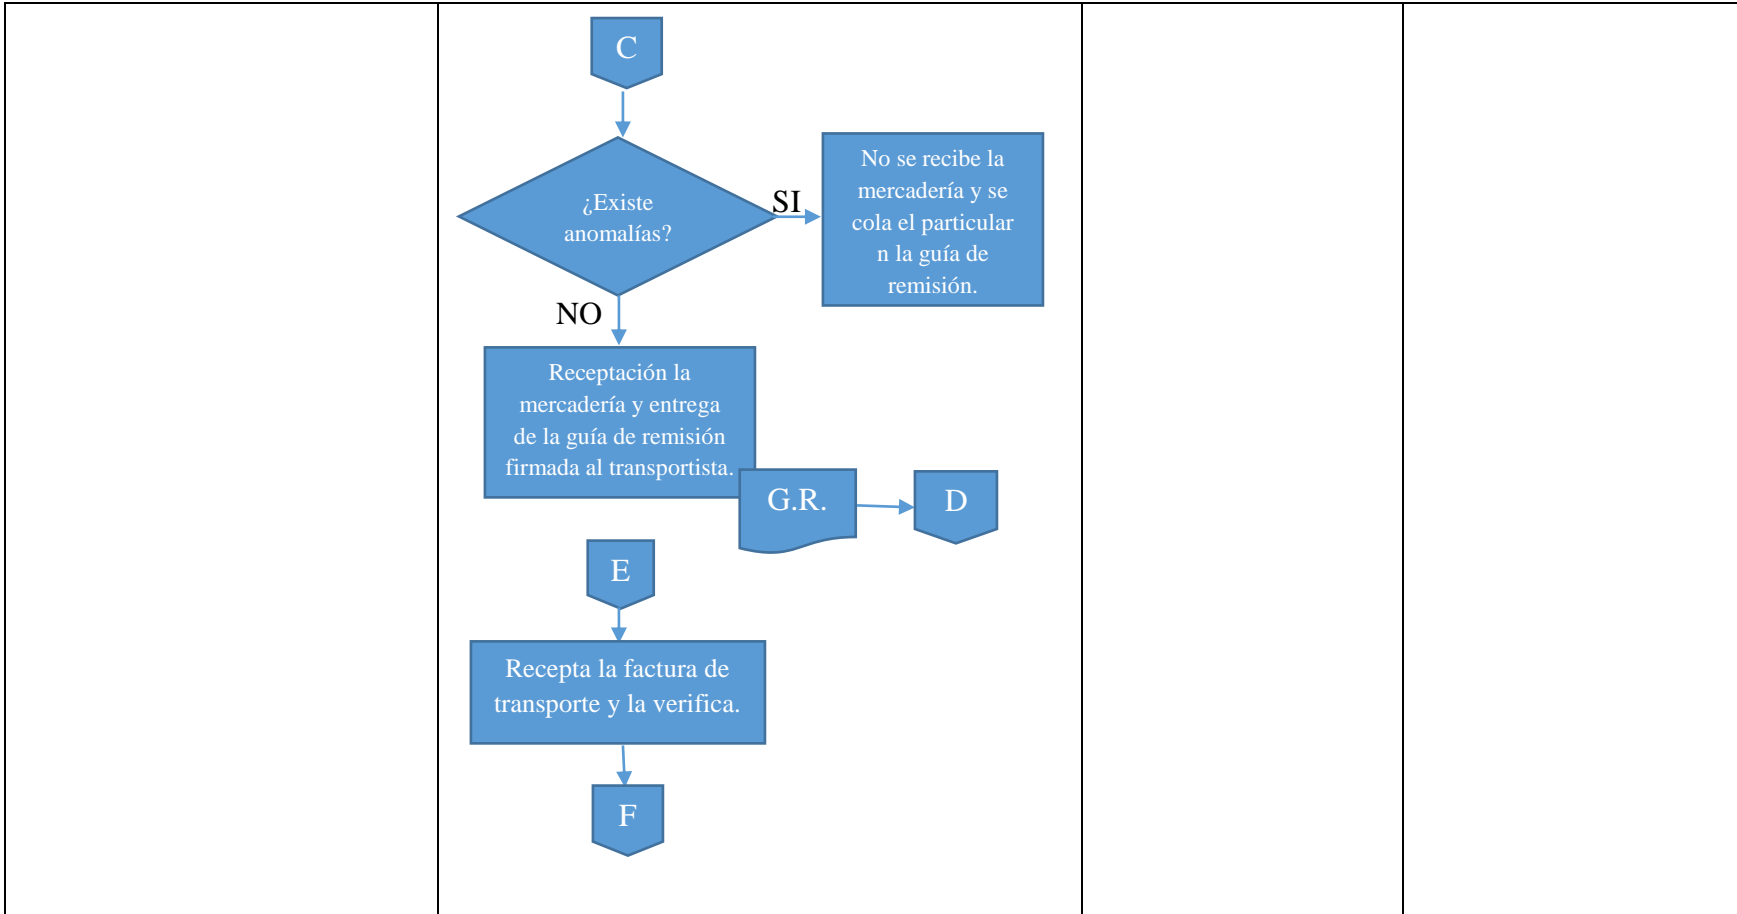 C
¿Existe
anomalías?
SI
No se recibe la
mercadería y se
cola el particular
n la guía de
remisión.
NO
Receptación la
mercadería y entrega
de la guía de remisión
firmada al transportista.
G.R.
D
E
Recepta la factura de
transporte y la verifica.
F